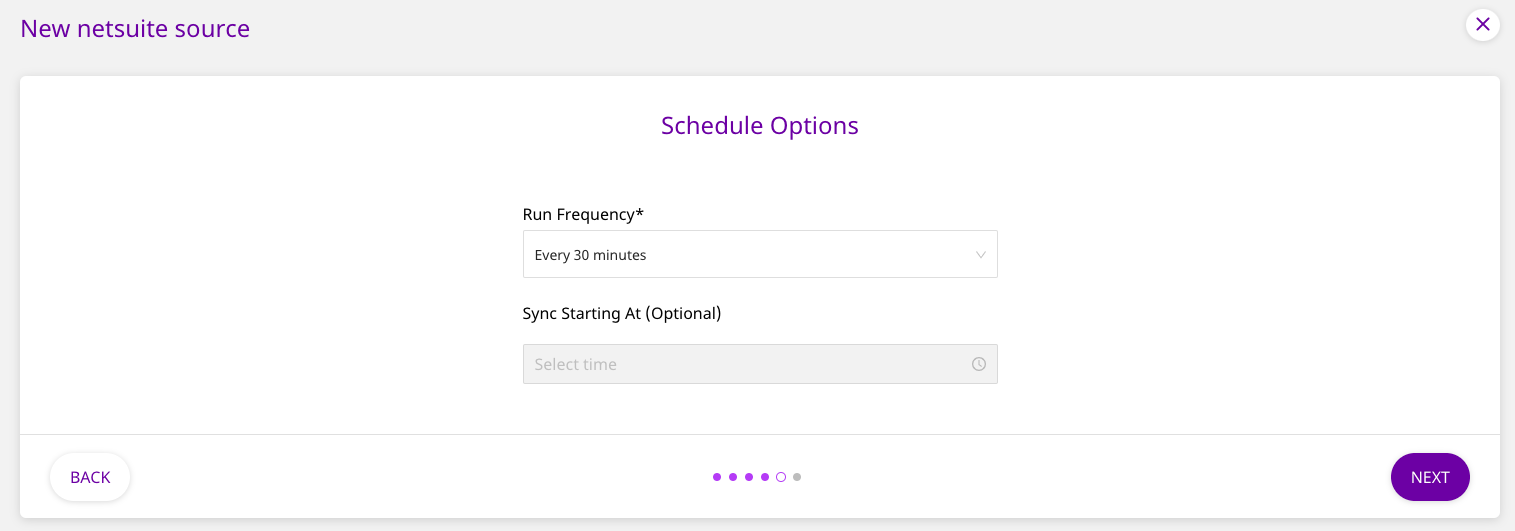 New netsuite source
Schedule Options
Run Frequency*
Every 30 minutes
Sync Starting At (Optional)
Select time
BACK
NEXT